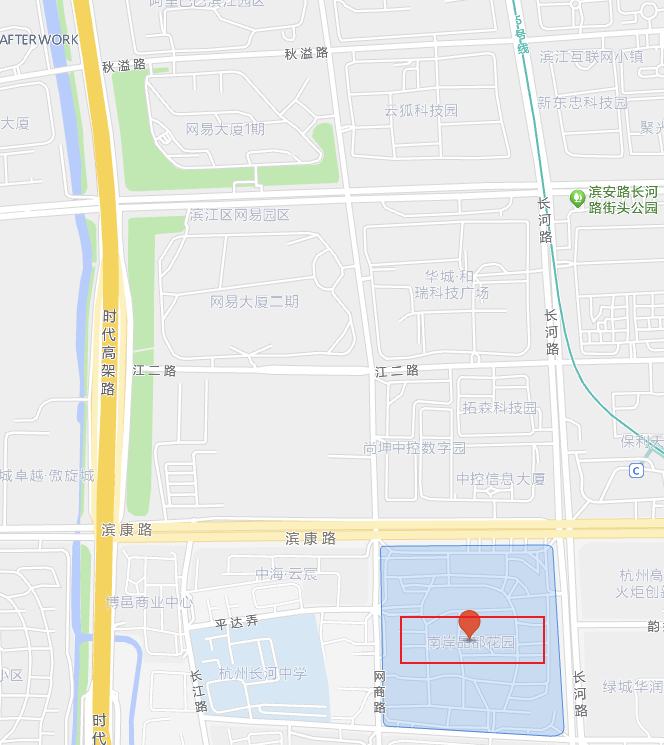 阿里巴巴滨江园区
AFTERWORK
秋溢路
秋溢路
5号线
滨江互联网小镇
大厦
网易大厦1期
云狐科技园
新东忠科技园
聚光
滨安路长河
路街头公园
滨江区网易园区
长河路
华城·和
瑞科技广场
网易大厦二期
时代高架路
长河路
江二路
江二路
拓森科技园
尚坤中控数字园
保利天
城卓越·傲旋城
中控信息大厦
C
滨康路
滨康路
中海·云宸
杭州高
火炬创
博邑商业中心
平达弄
南岸晶都花园
韵
杭州长河中学
小区
长江路
网商路
长河路
绿城华润
时